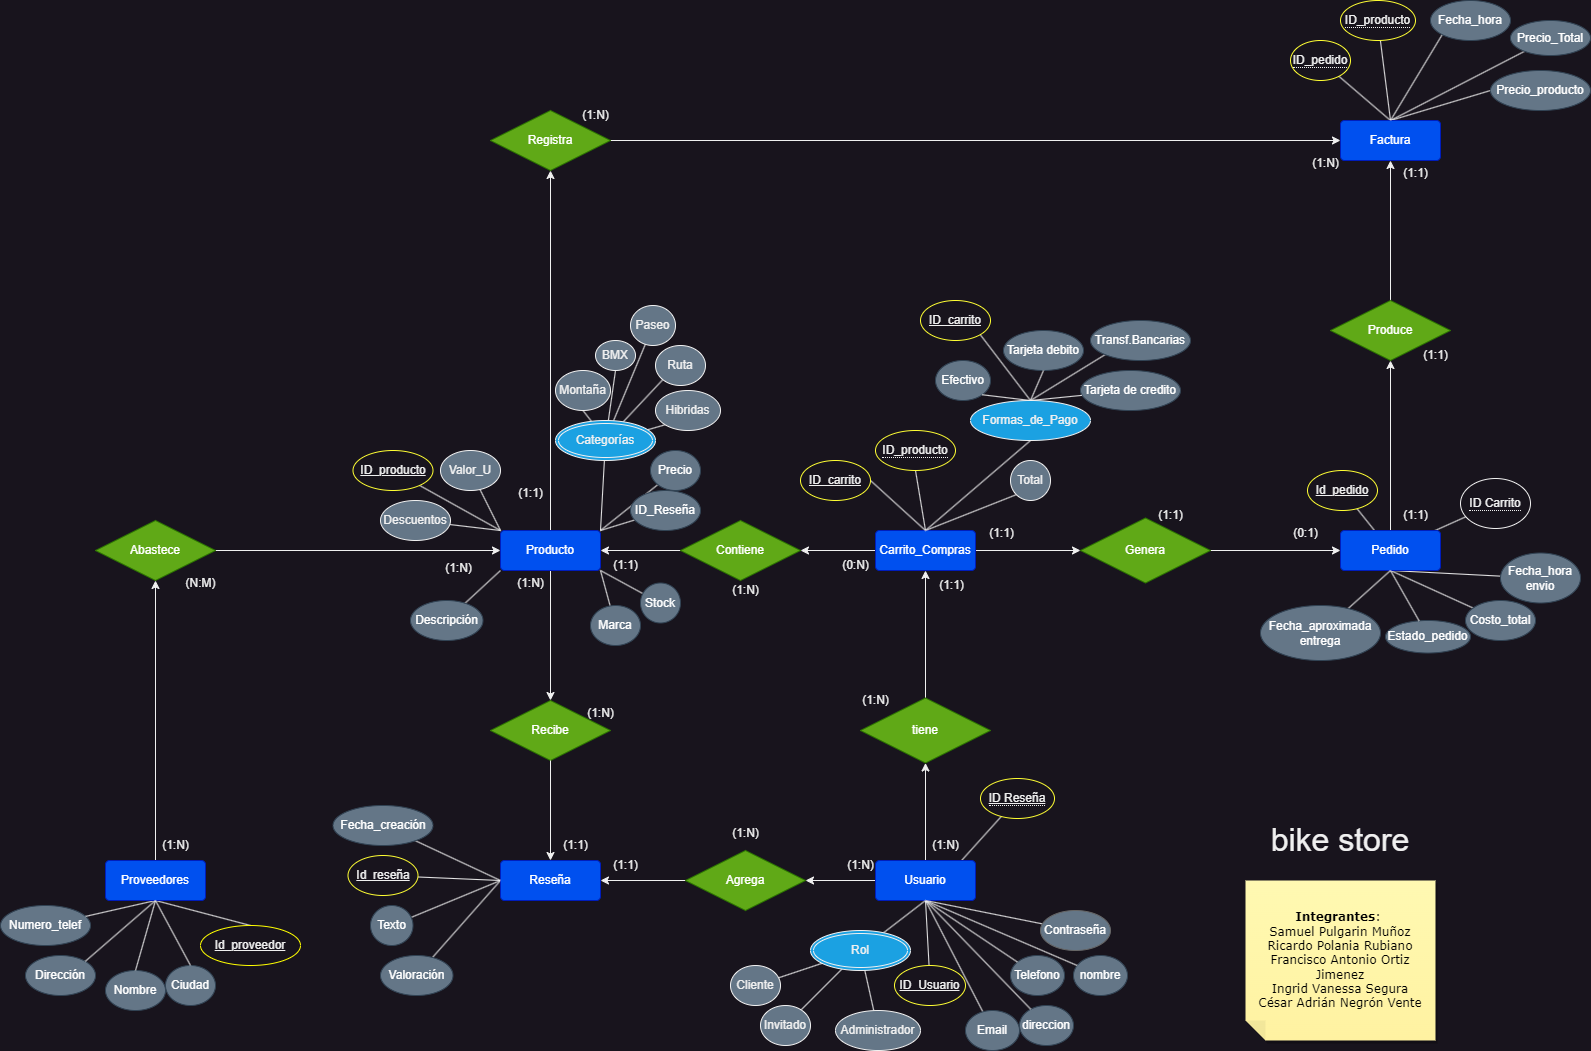 ID_producto
Fecha_hora
Precio_Total
ID_pedido
Precio_producto
(1:N)
Registra
Factura
(1:N)
(1:1)
Paseo
ID_carrito
Produce
Transf.Bancarias
BMX
Tarjeta debito
(1:1)
Ruta
Montaña
Efectivo
Tarjeta de credito
Hibridas
Formas_de_Pago
Categorías
ID_producto
ID_producto
Valor_U
Precio
ID_carrito
Total
(1:1)
Id_pedido
ID Carrito
ID_Reseña
Descuentos
(1:1)
(1:1)
(1:1)
(0:1)
Abastece
Producto
Contiene
Carrito_Compras
Genera
Pedido
(1:N)
(1:1)
(0:N)
(N:M)
(1:N)
(1:N)
(1:1)
Fecha_hora
envio
Stock
Descripción
Marca
Costo_total
Fecha_aproximada
entrega
Estado_pedido
(1:N)
(1:N)
Recibe
tiene
ID Reseña
Fecha_creación
(1:N)
bike store
(1:N)
(1:1)
(1:N)
(1:1)
(1:N)
Id_reseña
Proveedores
Reseña
Agrega
Usuario
Numero_telef
Id_proveedor
Texto
Contraseña
Rol
Dirección
Nombre
Ciudad
Valoración
Cliente
ID_Usuario
Telefono
nombre
Invitado
Administrador
Email
direccion
Integrantes:
Samuel Pulgarin Muñoz
Ricardo Polania Rubiano
Francisco Antonio Ortiz
Jimenez
Ingrid Vanessa Segura
César Adrián Negrón Vente